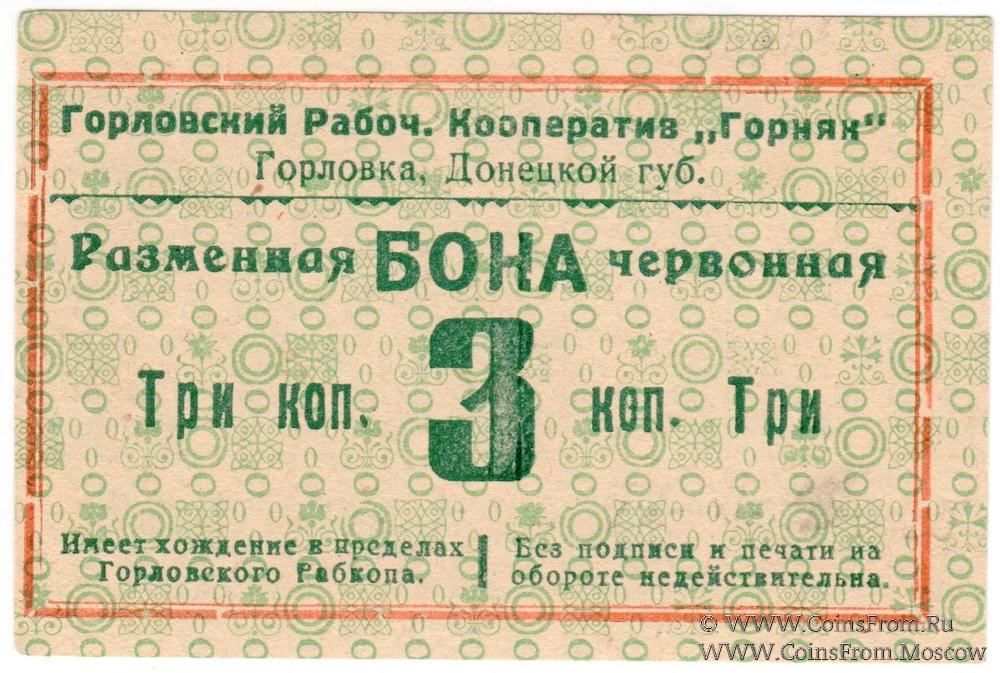 Горловский Рабоч. Кооператив „Горняк“
Горловка, Донецкой губ.
Разменная БОНА червонная
Три коп. 3 коп. Три
Имеет хождение в пределах
Горловского Рабкопа.
Без подписи и печати на
обороте недействительна.
© WWW.CoinsFrom.Ru
WWW.CoinsFrom.Moscow